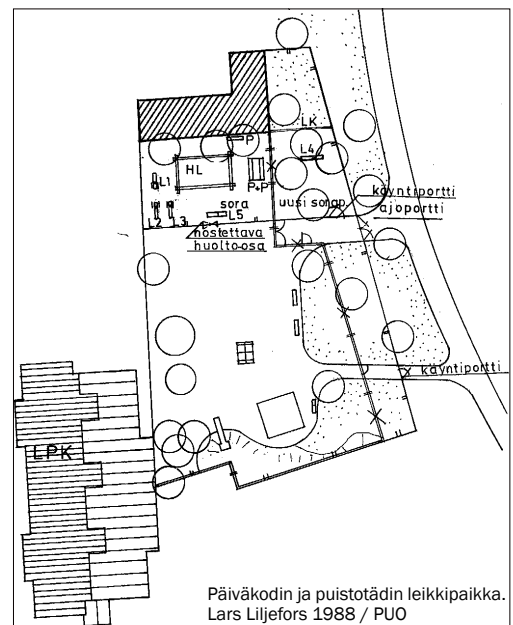 LK
P
L4
HL
L1
P+P
käyntiportti
sora
uusi sorap.
ajoportti
L5
L2
L3
nostettava
huolto-osa
käyntiportti
LPK
Päiväkodin ja puistotädin leikkipaikka.
Lars Liljefors 1988 / PUO